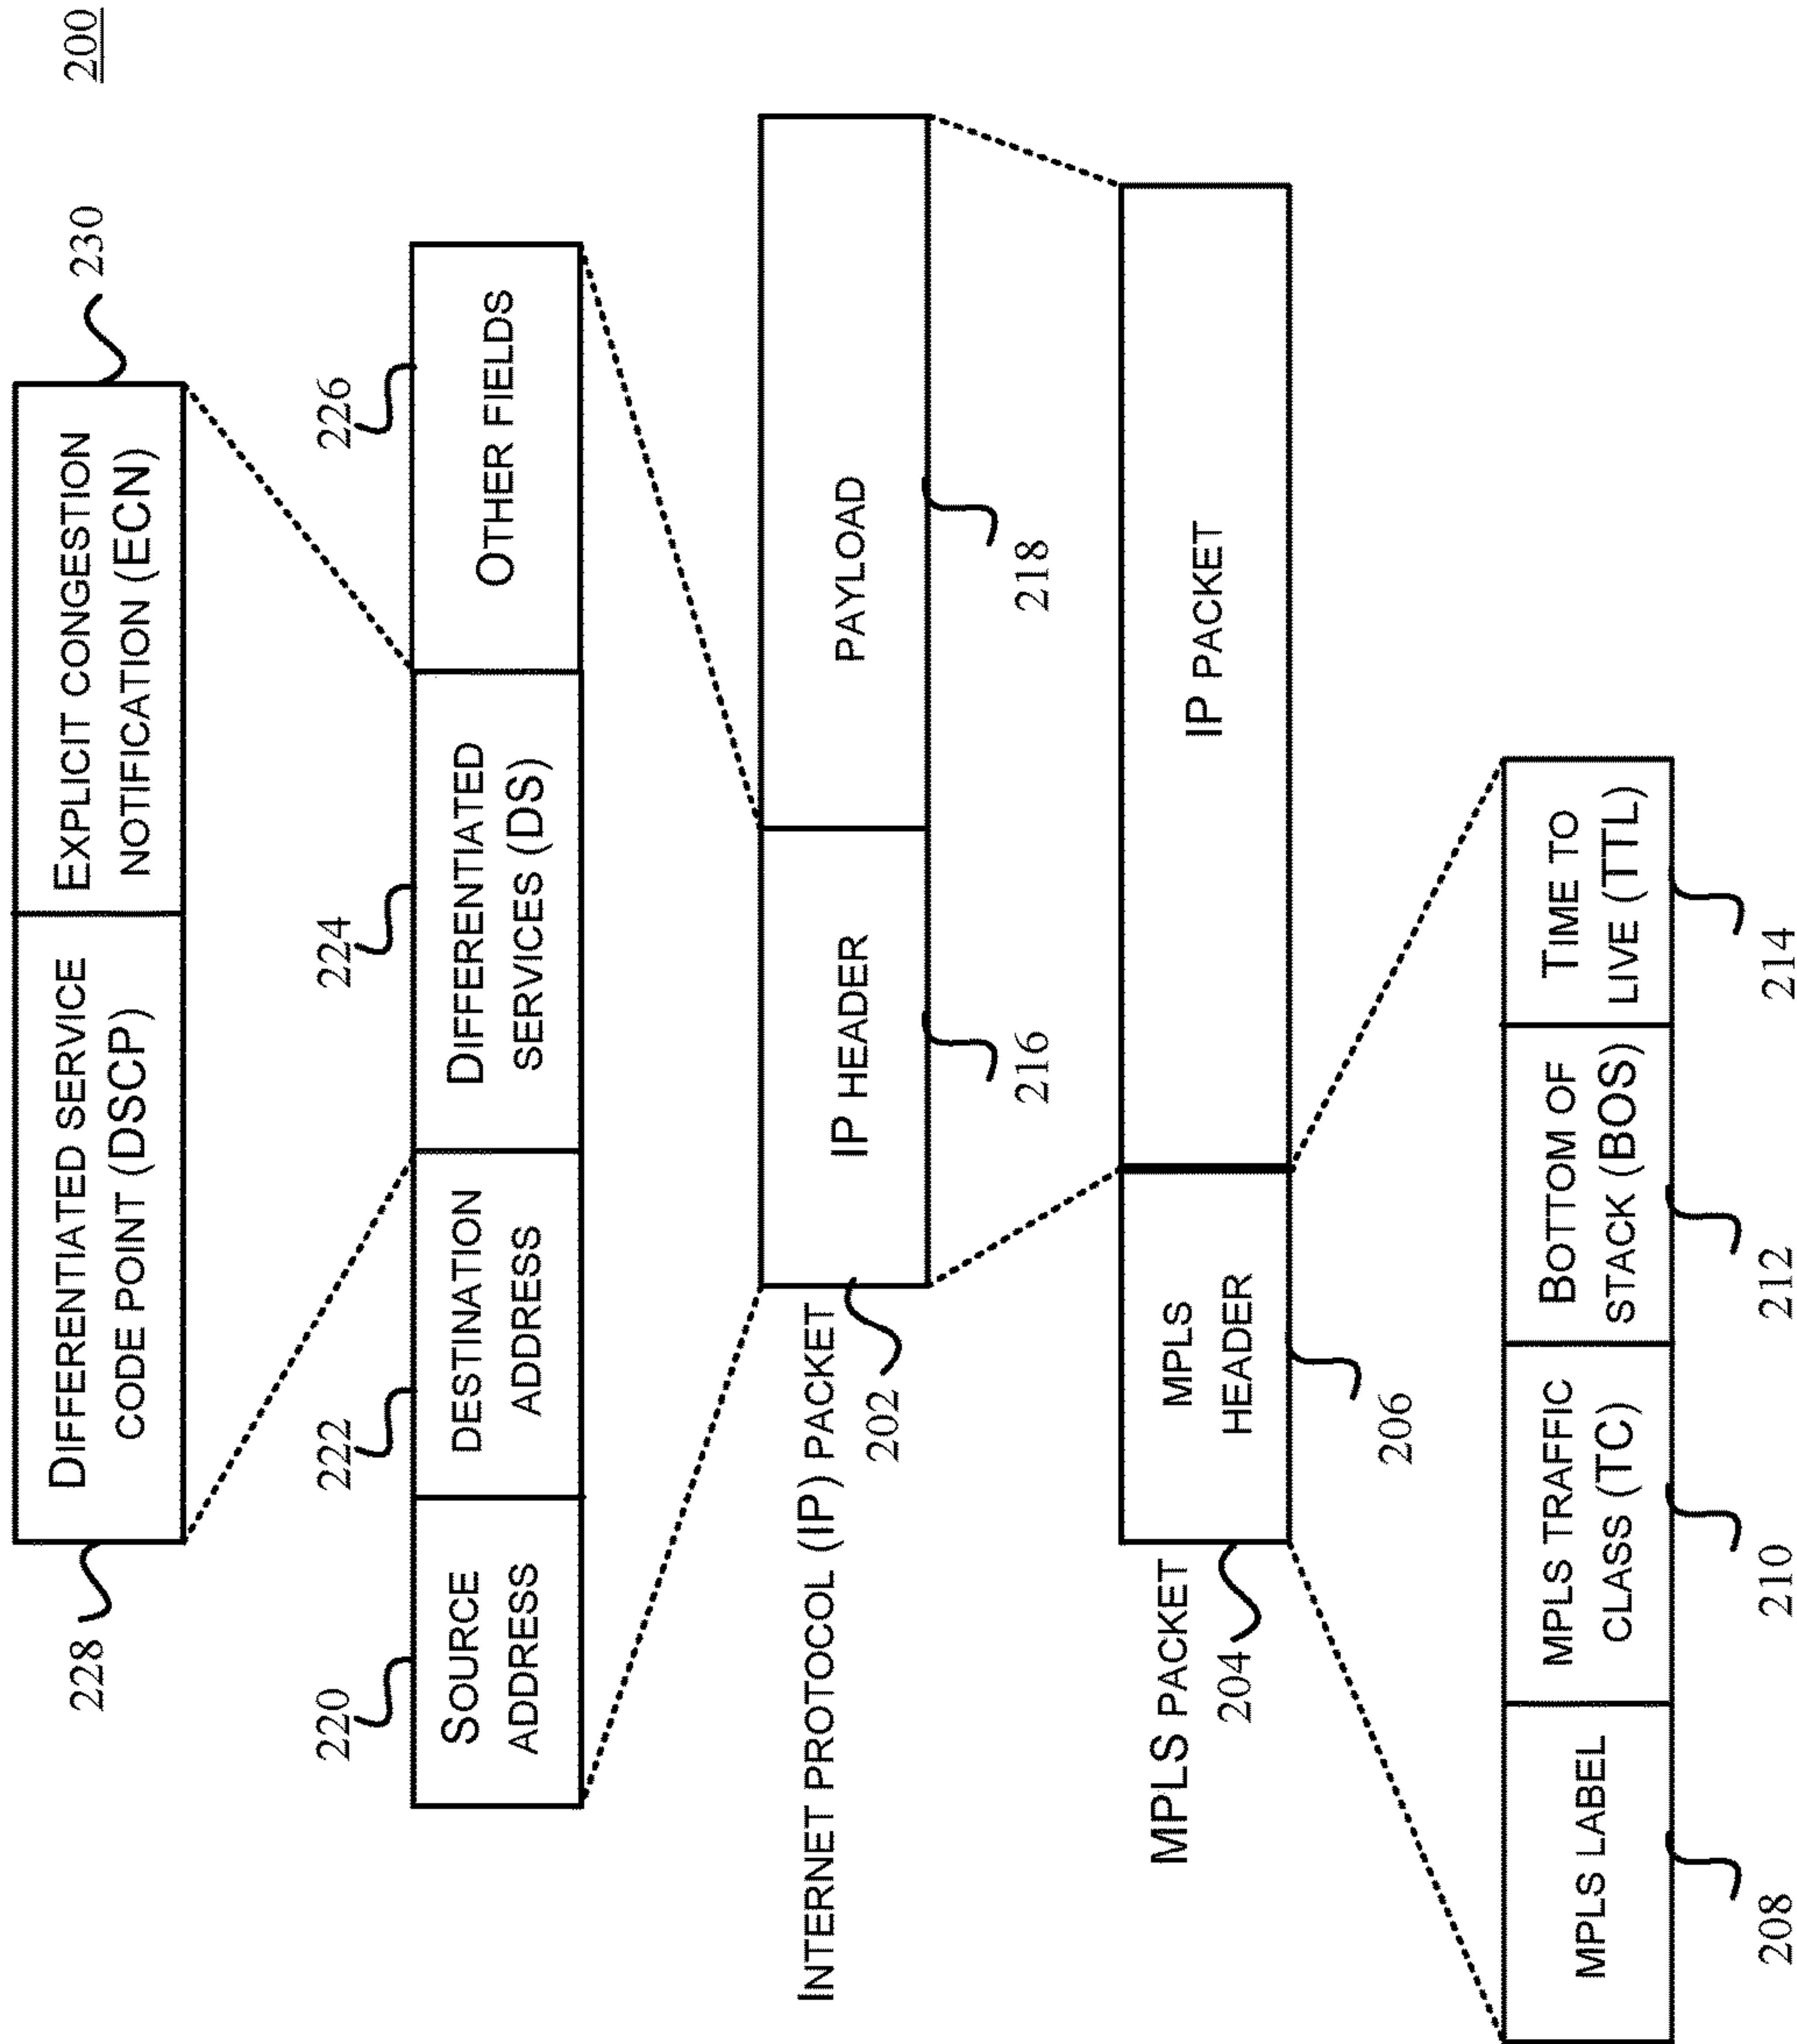 200
228
DIFFERENTIATED SERVICE
CODE POINT (DSCP)
EXPLICIT CONGESTION
NOTIFICATION (ECN)
230
220
222
224
226
SOURCE
ADDRESS
DESTINATION
ADDRESS
DIFFERENTIATED
SERVICES (DS)
OTHER FIELDS
INTERNET PROTOCOL (IP) PACKET
202
IP HEADER
PAYLOAD
216
218
MPLS PACKET
204
MPLS
HEADER
IP PACKET
206
MPLS LABEL
MPLS TRAFFIC
CLASS (TC)
BOTTOM OF
STACK (BOS)
TIME TO
LIVE (TTL)
208
210
212
214